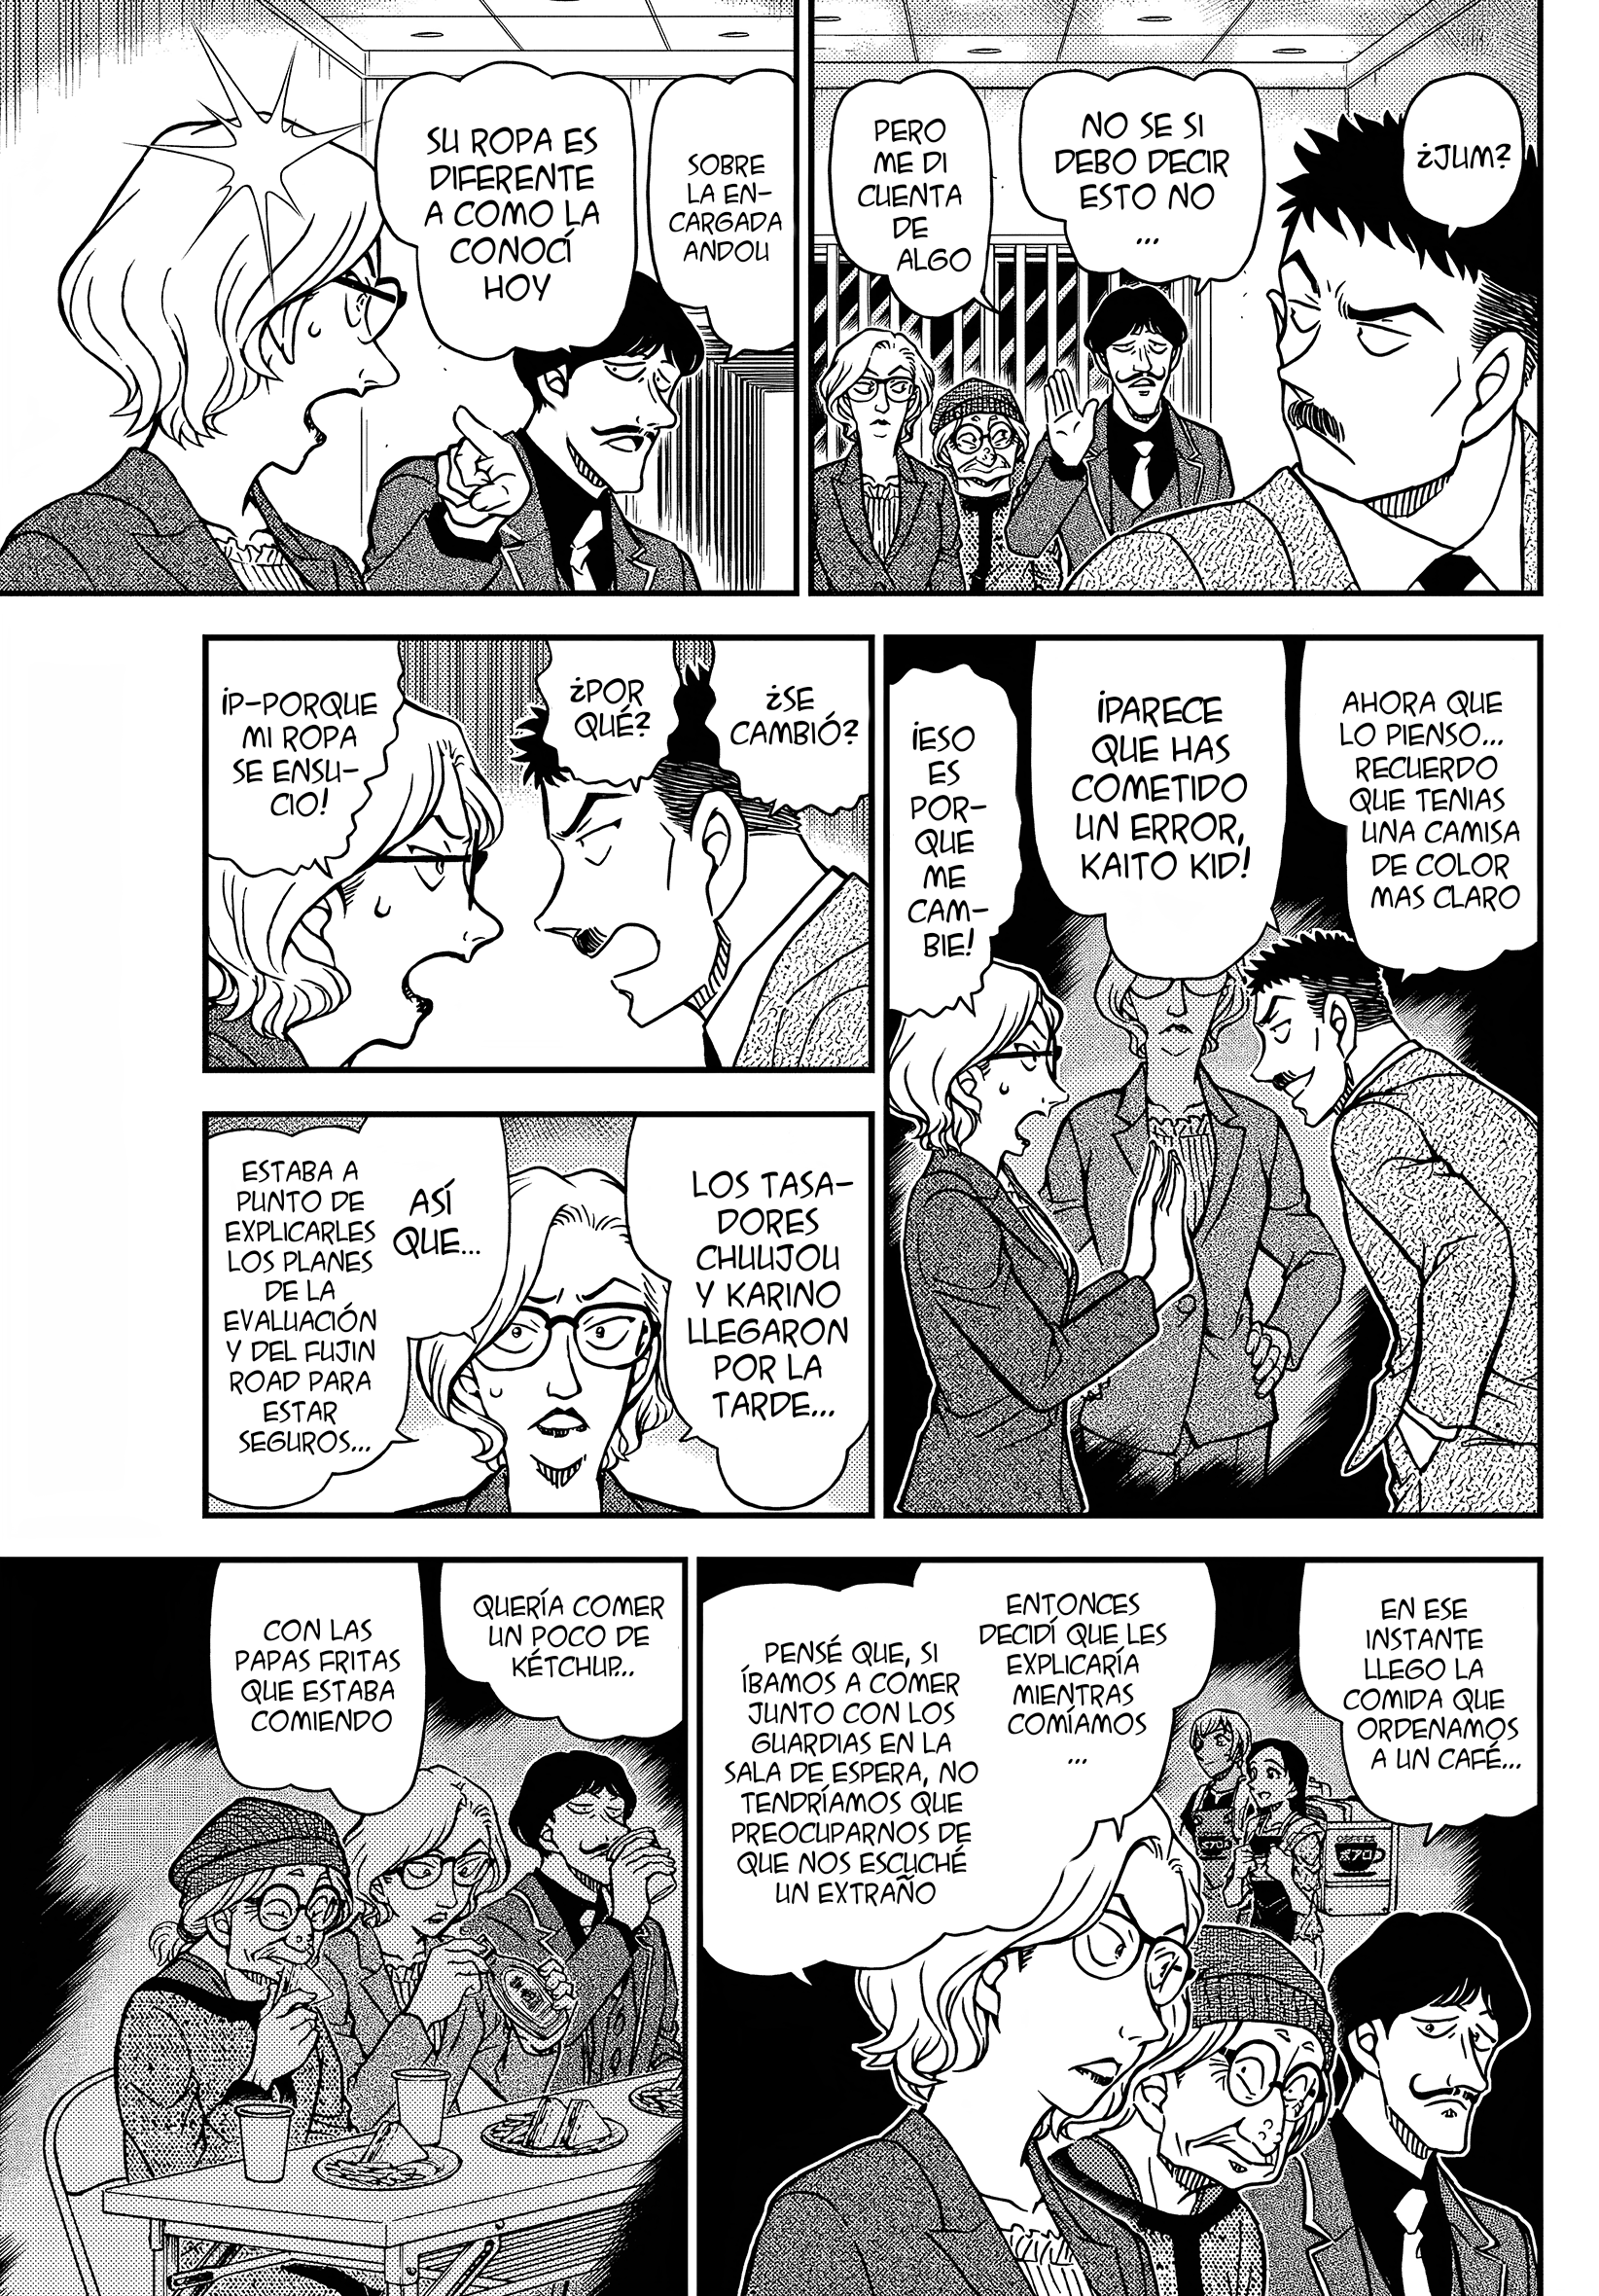 ¿JUM?
NO SE SI
DEBO DECIR
ESTO NO
...
PERO
ME DI
CUENTA
DE
ALGO
SOBRE
LA EN-
CARGADA
ANDOU
SU ROPA ES
DIFERENTE
A COMO LA
CONOCÍ
HOY
AHORA QUE
LO PIENSO...
RECUERDO
QUE TENIAS
UNA CAMISA
DE COLOR
MAS CLARO
¡PARECE
QUE HAS
COMETIDO
UN ERROR,
KAITO KID!
¡ESO
ES
POR-
QUE
ME
CAM-
BIE!
¿SE
CAMBIÓ?
¿POR
QUÉ?
¡P-PORQUE
MI ROPA
SE ENSU-
CIO!
LOS TASA-
DORES
CHUUJOU
Y KARINO
LLEGARON
POR LA
TARDE...
ASÍ
QUE...
ESTABA A
PUNTO DE
EXPLICARLES
LOS PLANES
DE LA
EVALUACIÓN
Y DEL FUJIN
ROAD PARA
ESTAR
SEGUROS...
EN ESE
INSTANTE
LLEGO LA
COMIDA QUE
ORDENAMOS
A UN CAFÉ...
ENTONCES
DECIDÍ QUE LES
EXPLICARÍA
MIENTRAS
COMÍAMOS
...
PENSÉ QUE, SI
ÍBAMOS A COMER
JUNTO CON LOS
GUARDIAS EN LA
SALA DE ESPERA, NO
TENDRÍAMOS QUE
PREOCUPARNOS DE
QUE NOS ESCUCHÉ
UN EXTRAÑO
ポアロ
QUERÍA COMER
UN POCO DE
KÉTCHUP...
CON LAS
PAPAS FRITAS
QUE ESTABA
COMIENDO